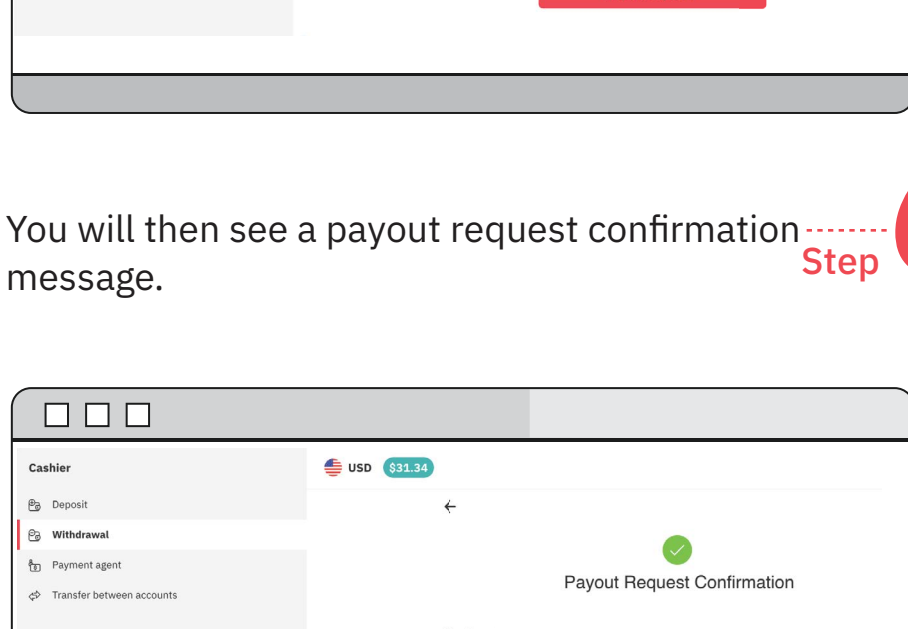 You will then see a payout request confirmation
message.
Step
Cashier
USD $31.34
Deposit
Withdrawal
Payment agent
Transfer between accounts
Payout Request Confirmation